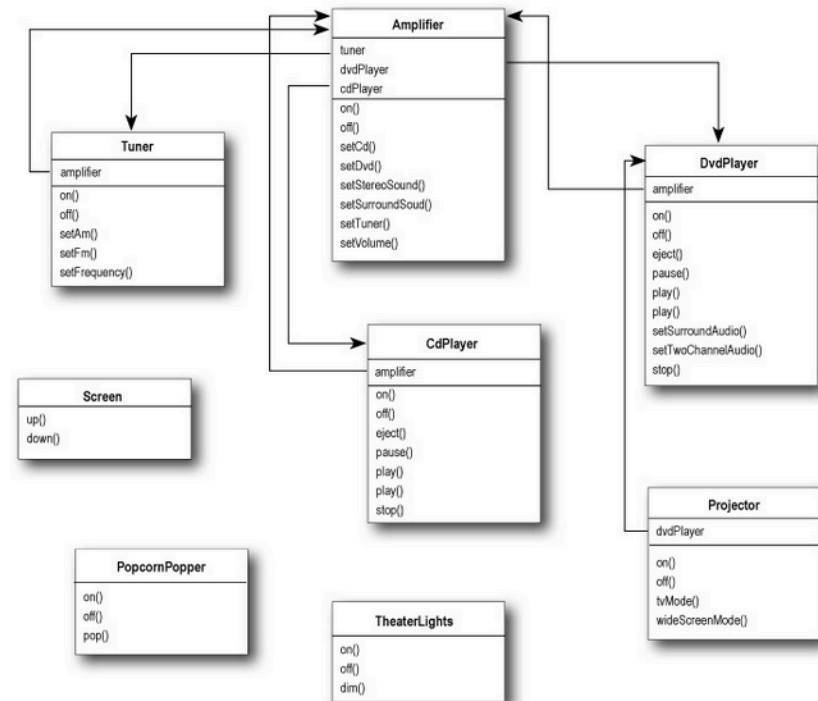 Amplifier
tuner
dvdPlayer
cdPlayer
on()
off()
setCd()
setDvd()
setStereoSound()
setSurroundSoud()
setTuner()
setVolume()
Tuner
amplifier
on()
off()
setAm()
setFm()
setFrequency()
DvdPlayer
amplifier
on()
off()
eject()
pause()
play()
play()
setSurroundAudio()
setTwoChannelAudio()
stop()
CdPlayer
amplifier
on()
off()
eject()
pause()
play()
play()
stop()
Screen
up()
down()
Projector
dvdPlayer
on()
off()
tvMode()
wideScreenMode()
PopcornPopper
on()
off()
pop()
TheaterLights
on()
off()
dim()